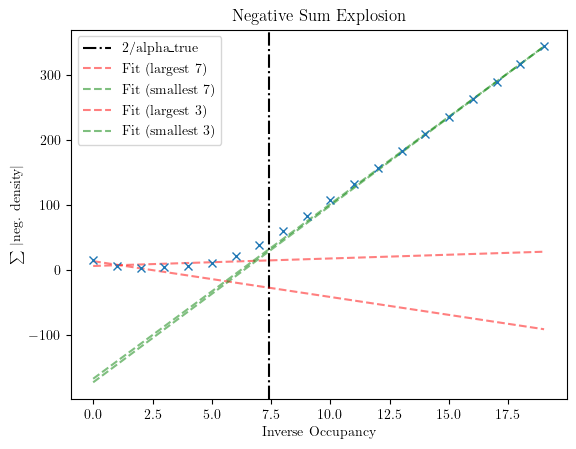 Negative Sum Explosion
2/alpha_true
Fit (largest 7)
Fit (smallest 7)
Fit (largest 3)
Fit (smallest 3)
300
200
100
0
−100
∑ |neg. density|
0.0 2.5 5.0 7.5 10.0 12.5 15.0 17.5
Inverse Occupancy